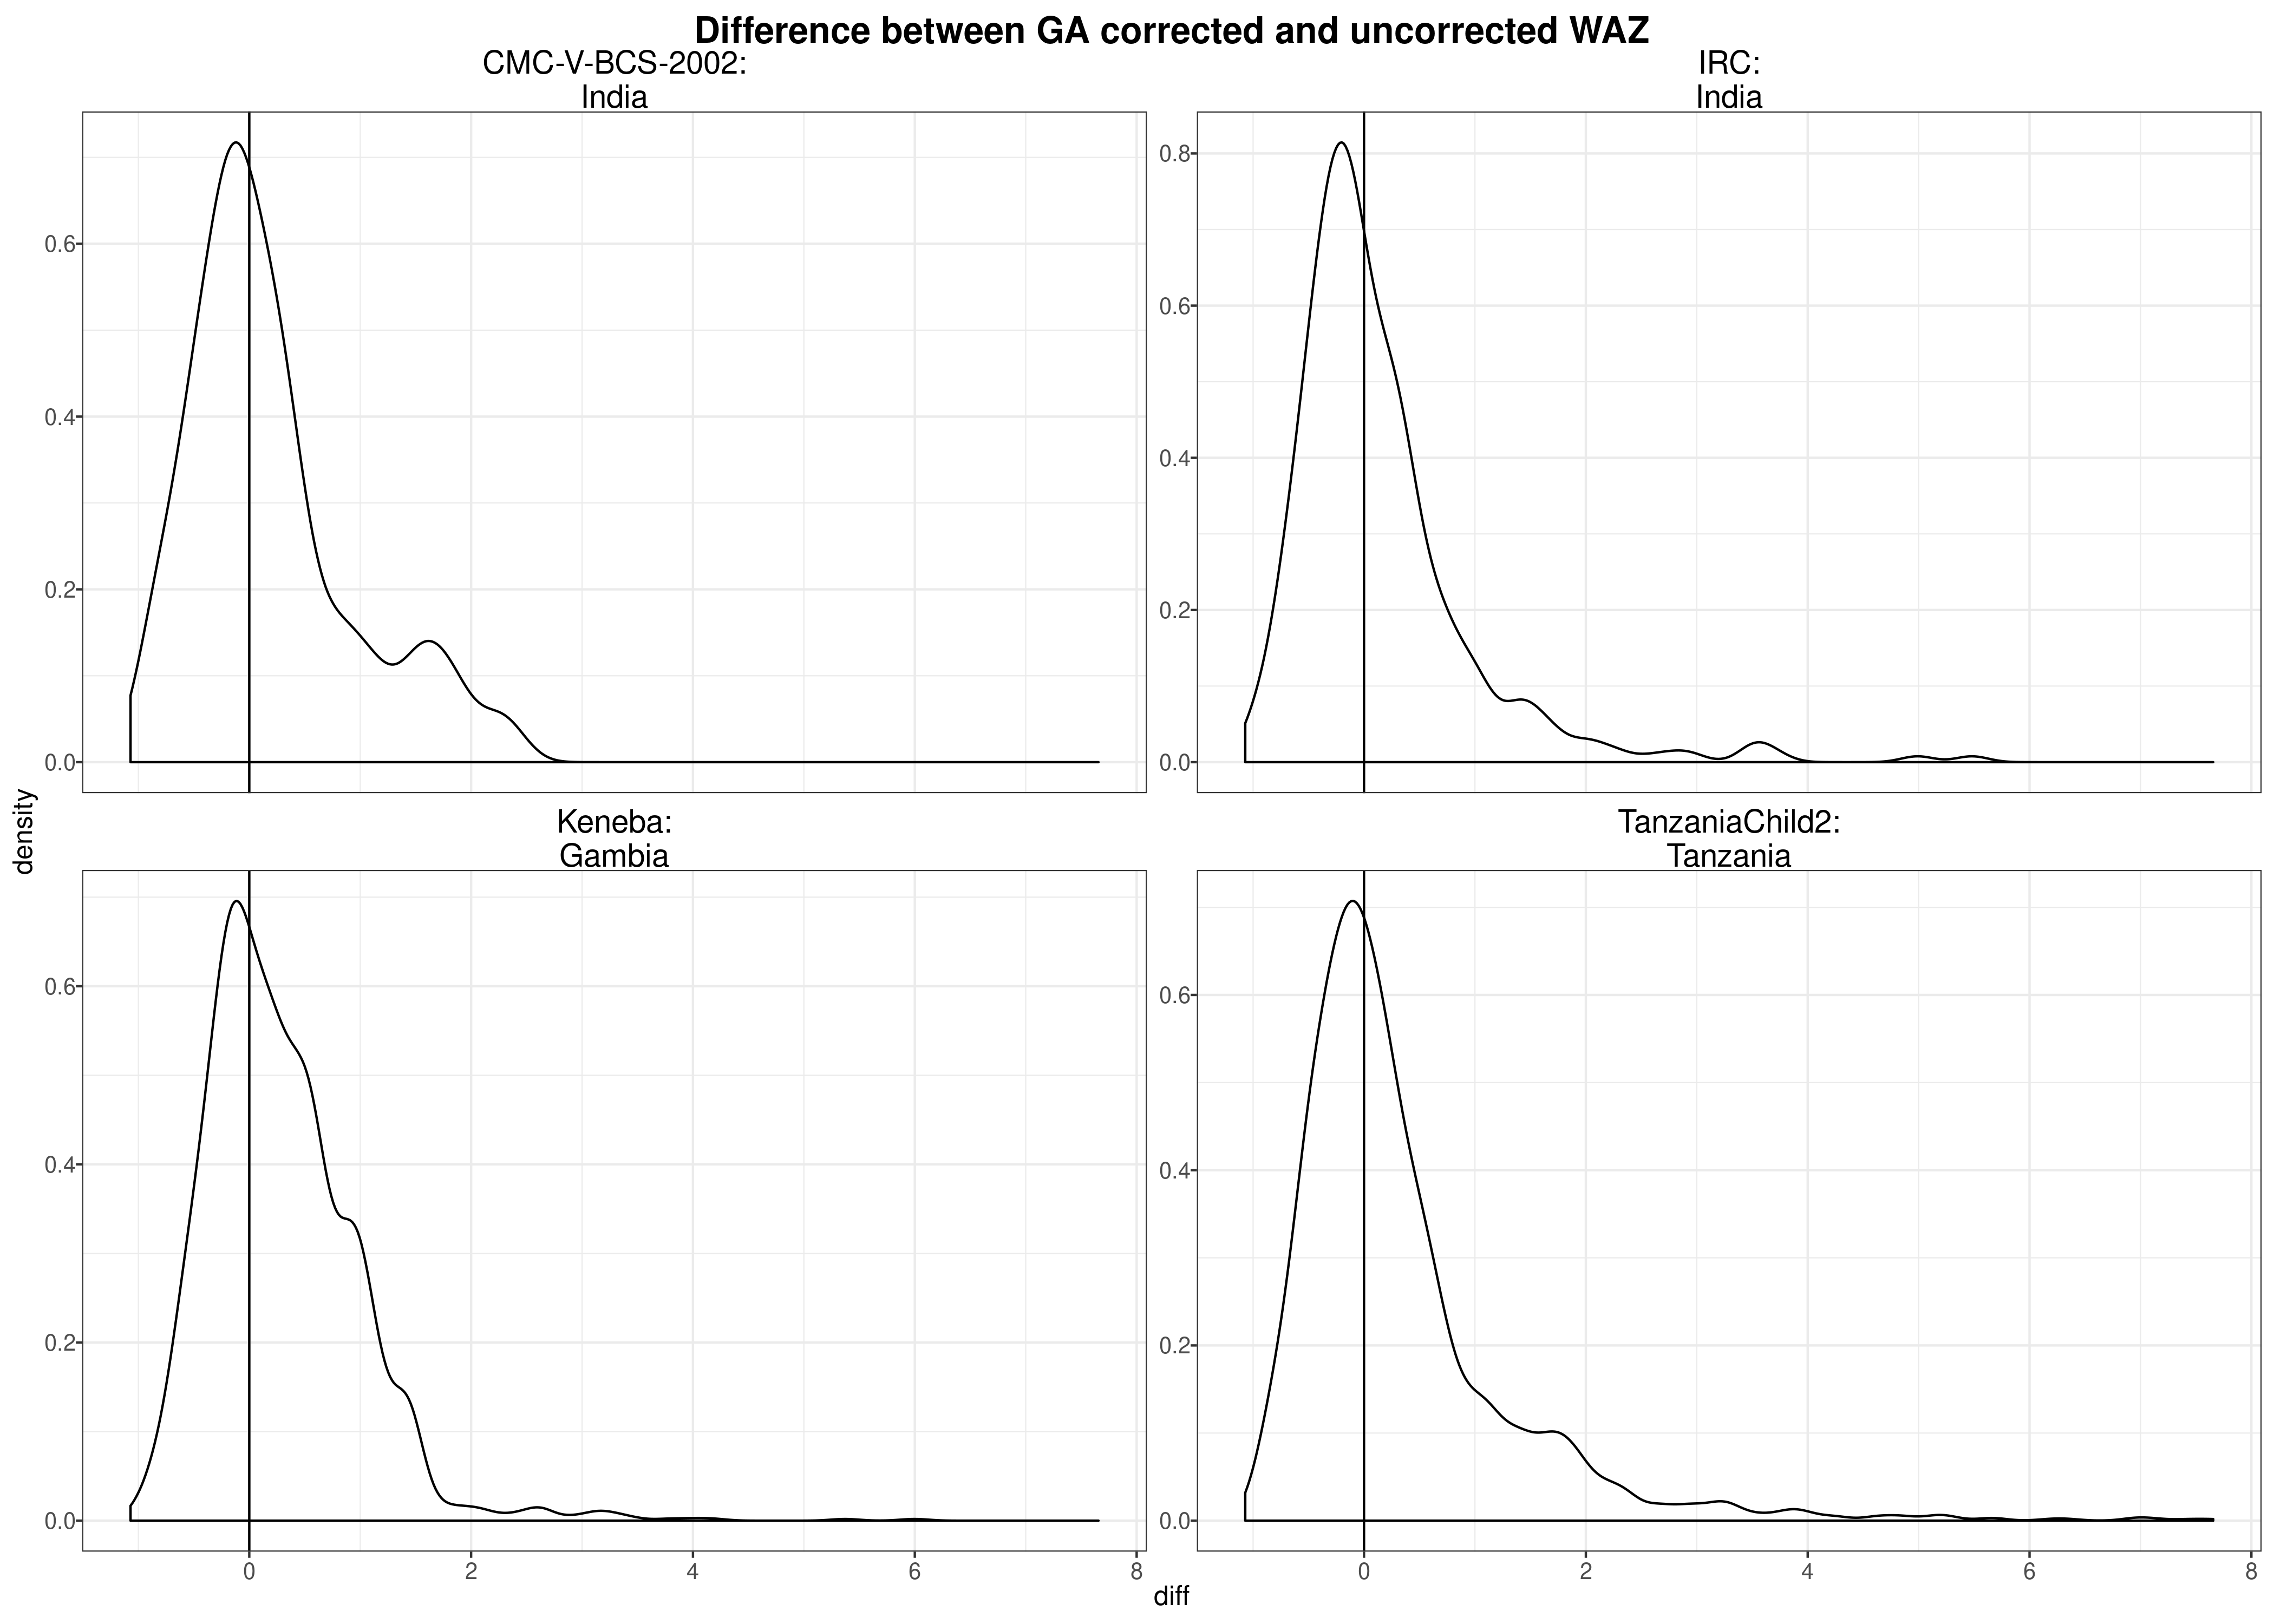 Difference between GA corrected and uncorrected WAZ
CMC-V-BCS-2002:
India
IRC:
India
0.6
0.4
0.2
0.0
0.8
0.6
0.4
0.2
0.0
density
Keneba:
Gambia
TanzaniaChild2:
Tanzania
0.6
0.4
0.2
0.0
0.6
0.4
0.2
0.0
0 2 4 6 8
0 2 4 6 8
diff